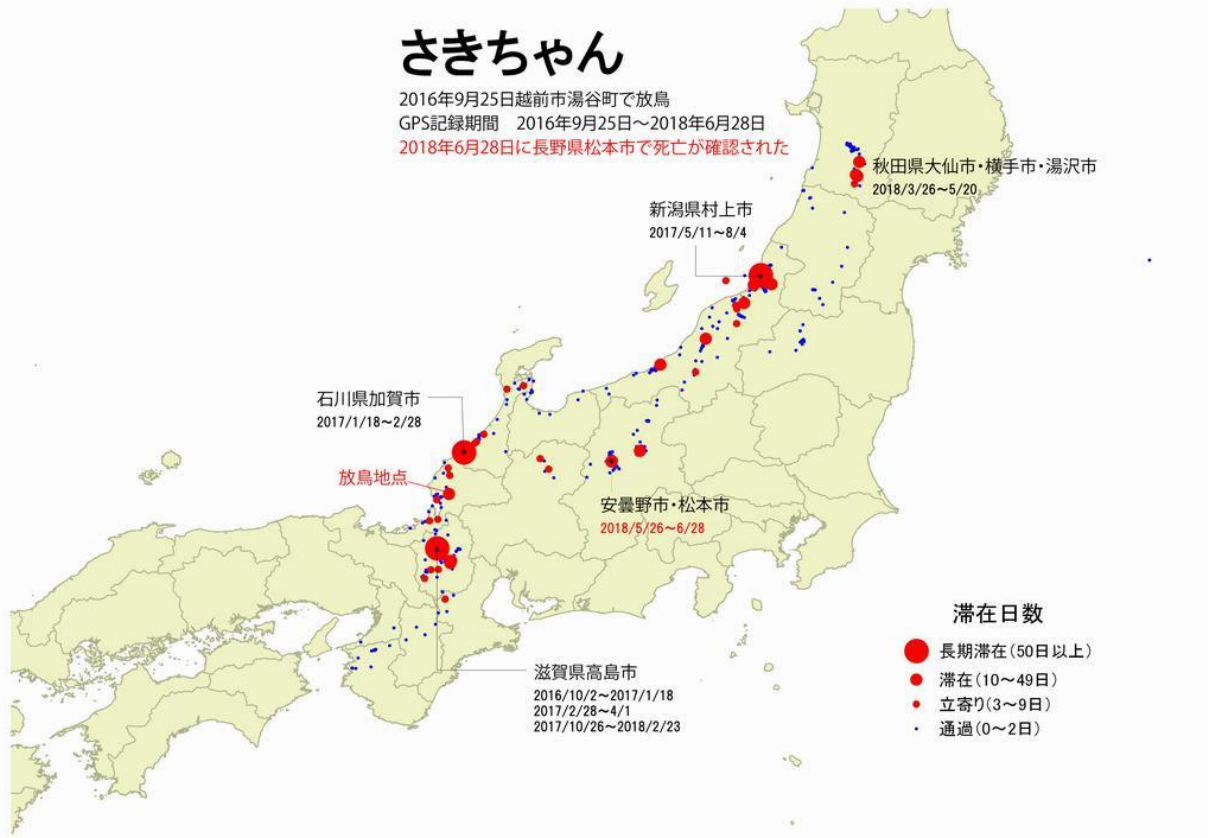 さきちゃん
2016年9月25日越前市湯谷町で放鳥
GPS記録期間　2016年9月25日～2018年6月28日
2018年6月28日に長野県松本市で死亡が確認された
秋田県大仙市・横手市・湯沢市
2018/3/26～5/20
新潟県村上市
2017/5/11～8/4
石川県加賀市
2017/1/18～2/28
放鳥地点
安曇野市・松本市
2018/5/26～6/28
滋賀県高島市
2016/10/2～2017/1/18
2017/2/28～4/1
2017/10/26～2018/2/23
滞在日数
長期滞在(50日以上)
滞在(10～49日)
立寄り(3～9日)
通過(0～2日)